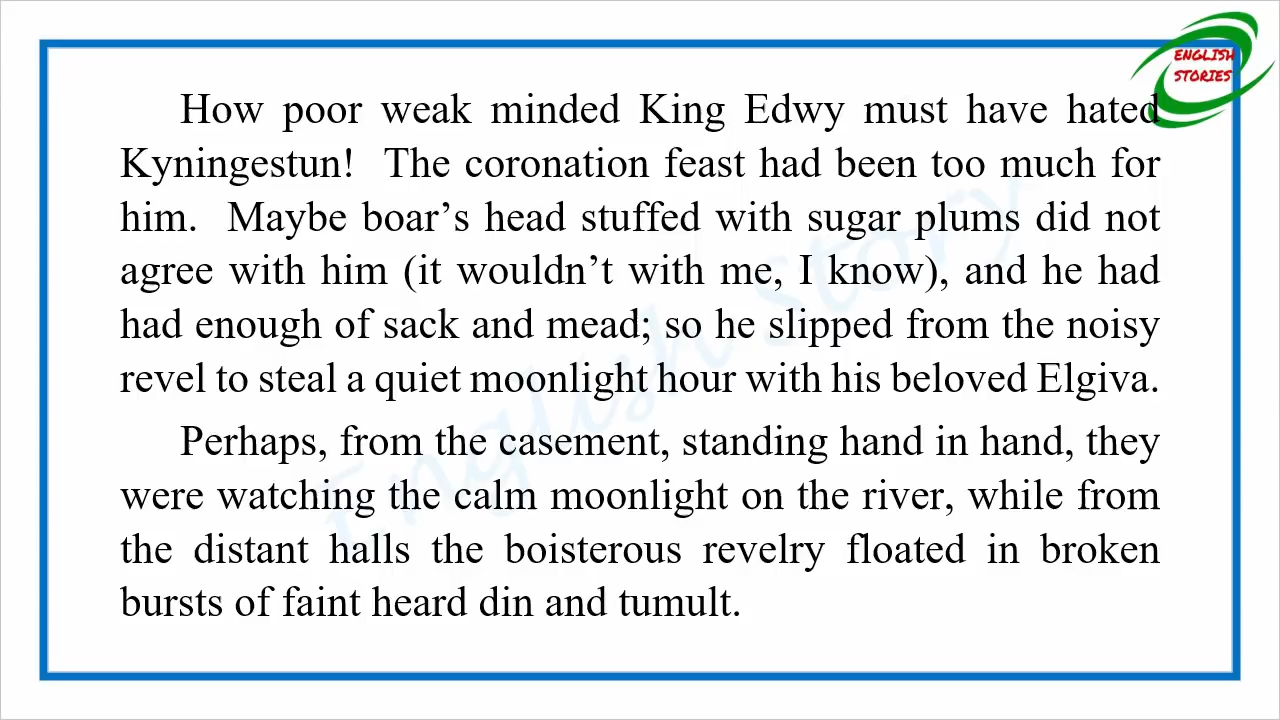 ENGLISH
STORIES
How poor weak minded King Edwy must have hated
Kyningestun! The coronation feast had been too much for
him. Maybe boar’s head stuffed with sugar plums did not
agree with him (it wouldn’t with me, I know), and he had
had enough of sack and mead; so he slipped from the noisy
revel to steal a quiet moonlight hour with his beloved Elgiva.
Perhaps, from the casement, standing hand in hand, they
were watching the calm moonlight on the river, while from
the distant halls the boisterous revelry floated in broken
bursts of faint heard din and tumult.
English Story